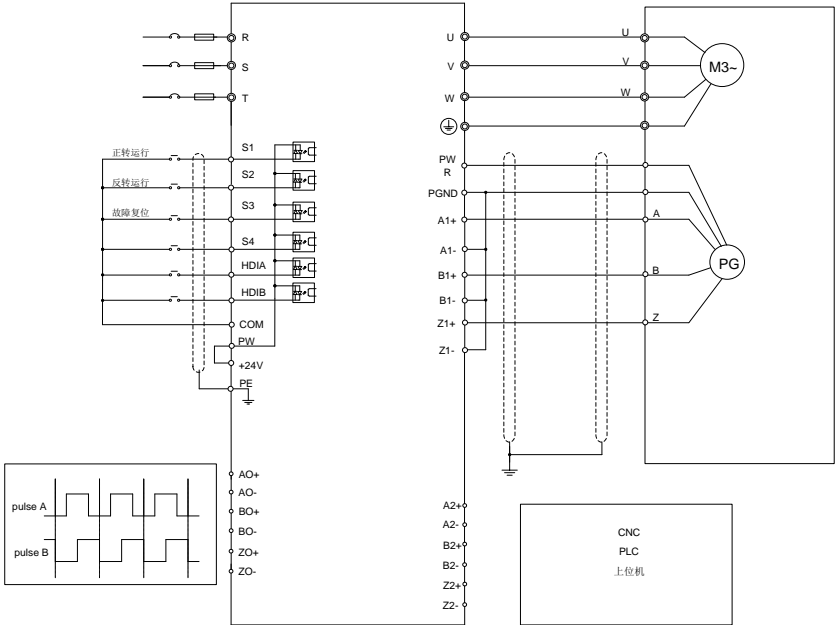 R
S
T
正转运行
S1
反转运行
S2
故障复位
S3
S4
HDIA
HDIB
COM
PW
+24V
PE
U
V
W
PW
R
PGND
A1+
A1-
B1+
B1-
Z1+
Z1-
U
V
W
M3~
A
B
Z
PG
pulse A
pulse B
AO+
AO-
BO+
BO-
ZO+
ZO-
A2+
A2-
B2+
B2-
Z2+
Z2-
CNC
PLC
上位机